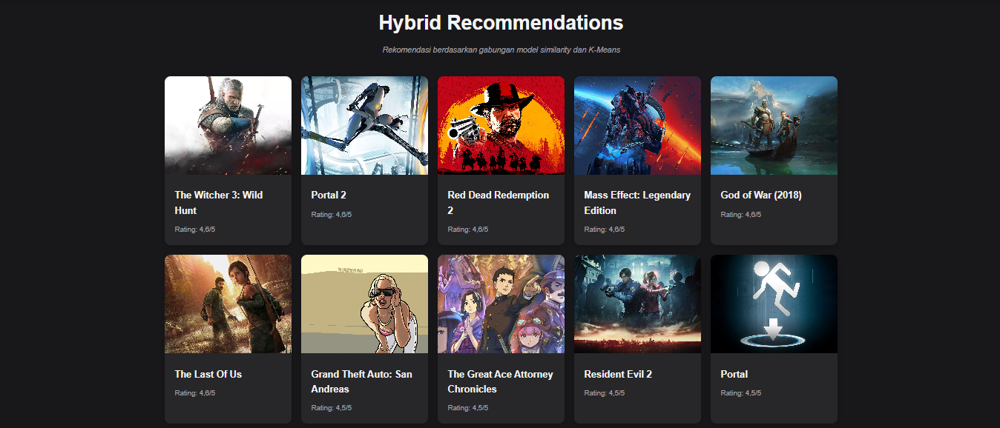 Hybrid Recommendations
Rekomendasi berdasarkan gabungan model similarity dan K-Means
The Witcher 3: Wild
Hunt
Rating: 4,6/5
Portal 2
Rating: 4,6/5
Red Dead Redemption
2
Rating: 4,6/5
Mass Effect: Legendary
Edition
Rating: 4,6/5
God of War (2018)
Rating: 4,6/5
The Last Of Us
Rating: 4,6/5
Grand Theft Auto: San
Andreas
Rating: 4,5/5
The Great Ace Attorney
Chronicles
Rating: 4,5/5
Resident Evil 2
Rating: 4,5/5
Portal
Rating: 4,5/5